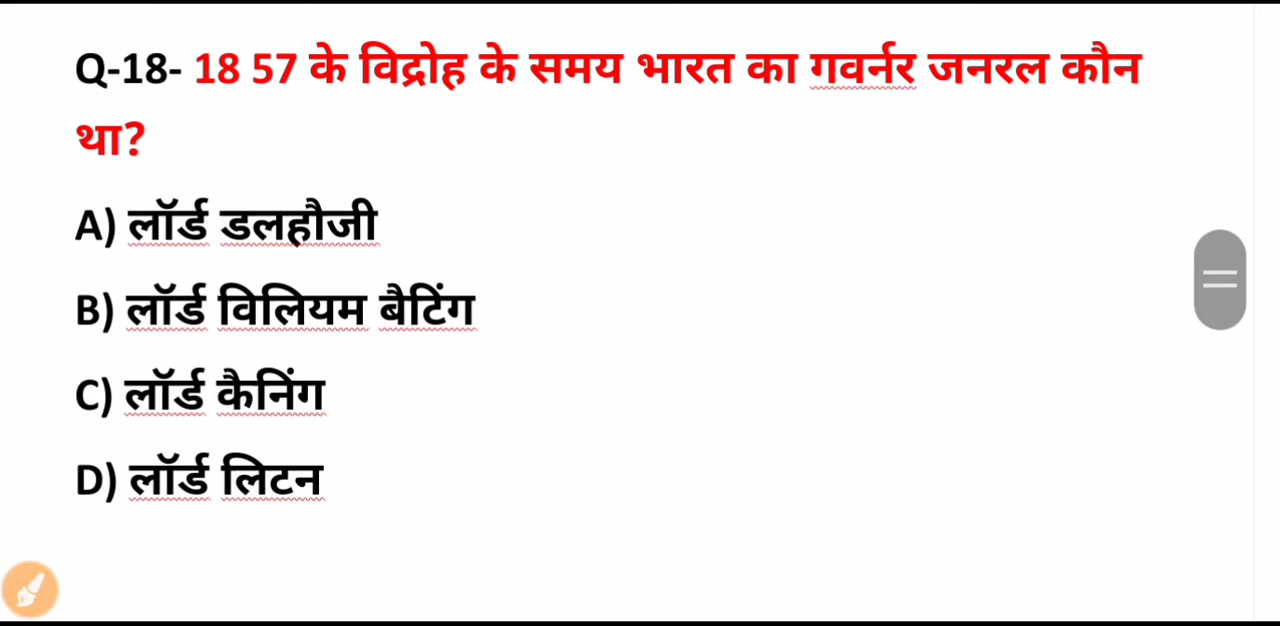 Q-18- 18 57 के विद्रोह के समय भारत का गवर्नर जनरल कौन
था?
A) लॉर्ड डलहौजी
B) लॉर्ड विलियम बैटिंग
C) लॉर्ड कैनिंग
D) लॉर्ड लिटन